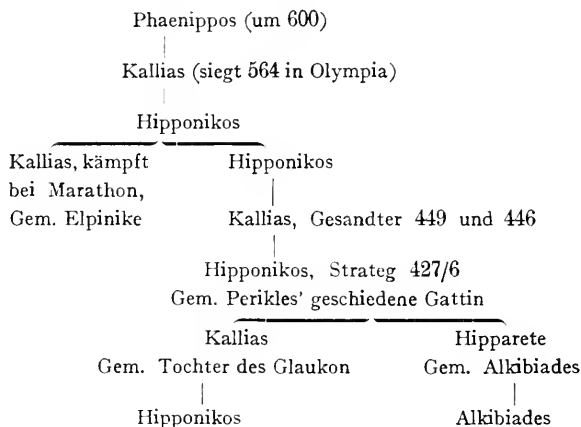 Phaenippos (um 600)
Kallias (siegt 564 in Olympia)
Hipponikos
Kallias, kämpft Hipponikos
bei Marathon,
Gem. Elpinike Kallias, Gesandter 449 und 446
Hipponikos, Strateg 427/6
Gem. Perikles' geschiedene Gattin
Kallias Hipparete
Gem. Tochter des Glaukon Gem. Alkibiades
Hipponikos Alkibiades